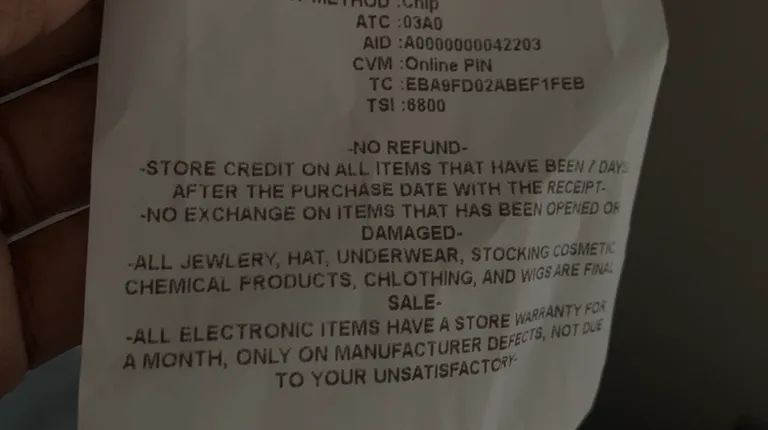 METHOD :Chip
ATC :03A0
AID :A0000000042203
CVM :Online PIN
TC :EBA9FD02ABEF1FEB
TSI :6800
-NO REFUND-
-STORE CREDIT ON ALL ITEMS THAT HAVE BEEN 7 DAYS
AFTER THE PURCHASE DATE WITH THE RECEIPT-
-NO EXCHANGE ON ITEMS THAT HAS BEEN OPENED OR
DAMAGED-
-ALL JEWLERY, HAT, UNDERWEAR, STOCKING COSMETIC
CHEMICAL PRODUCTS, CHLOTHING, AND WIGS ARE FINAL
SALE-
-ALL ELECTRONIC ITEMS HAVE A STORE WARRANTY FOR
A MONTH, ONLY ON MANUFACTURER DEFECTS, NOT DUE
TO YOUR UNSATISFACTORY-